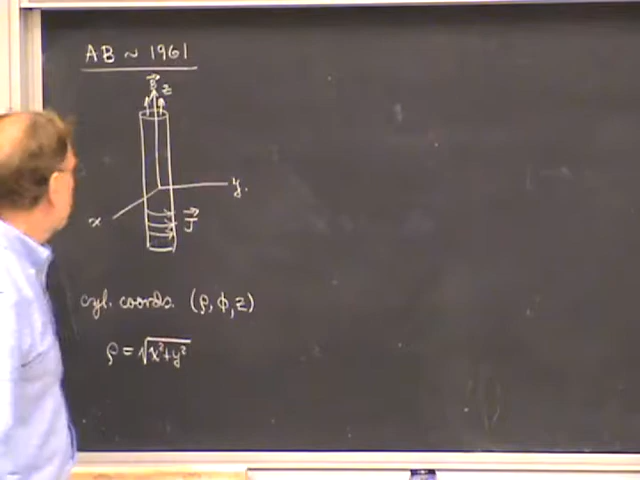 AB ~ 1961
B⃗
z
y.
x
J⃗
cyl. coords. (ρ, ϕ, z)
ρ = √x²+y²